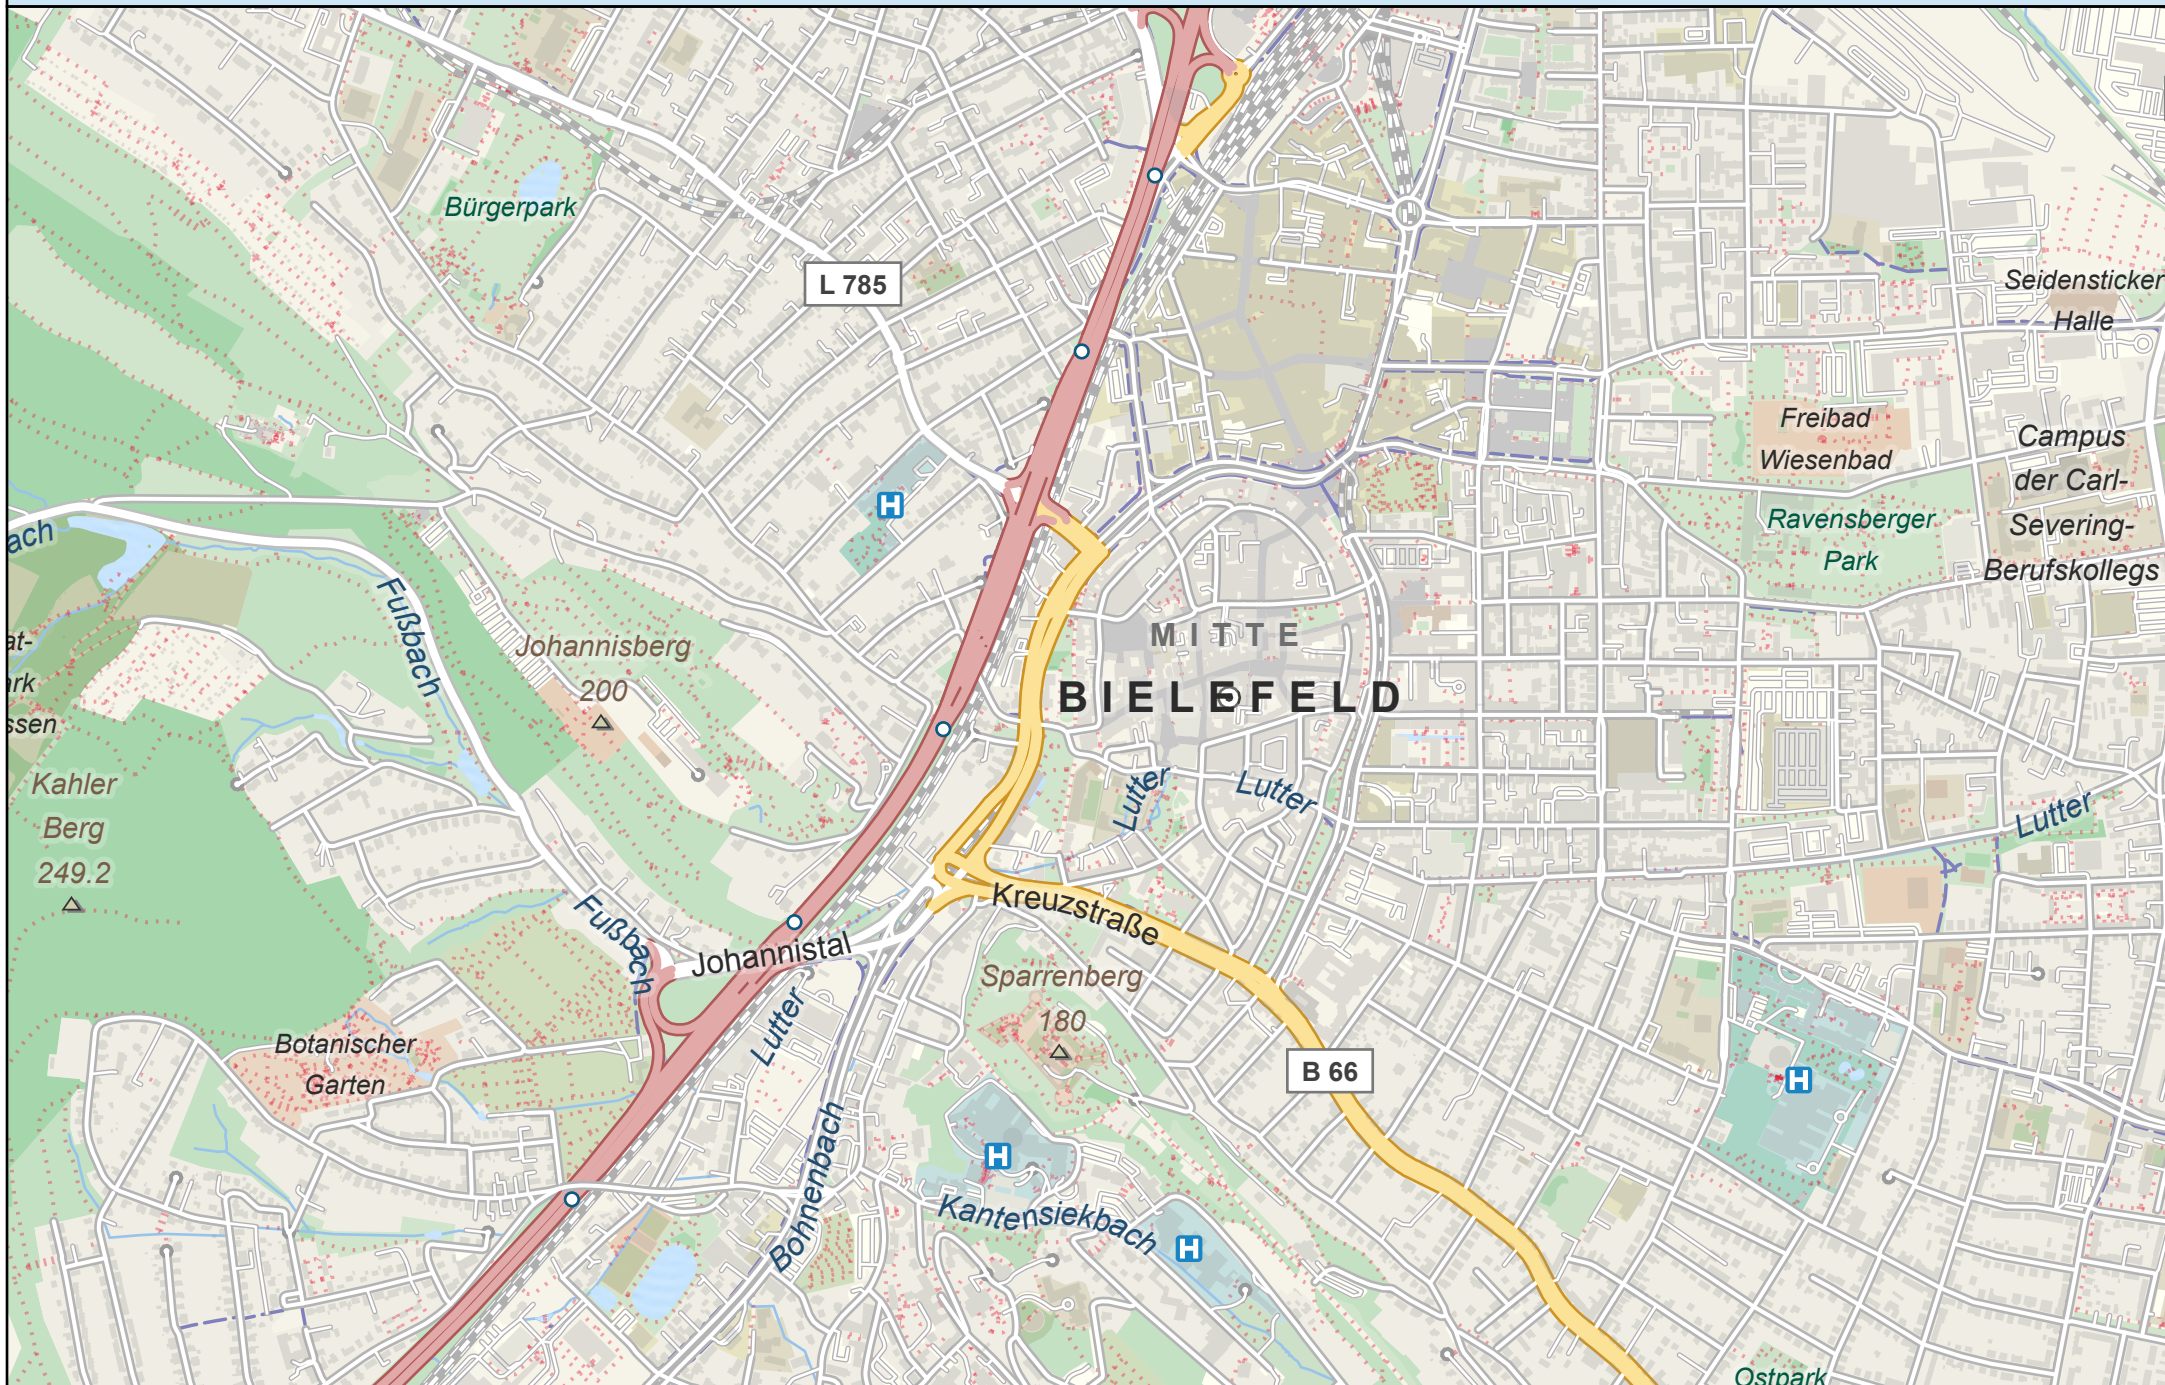 Bürgerpark
L 785
Seidensticker
Halle
Freibad
Wiesenbad
Campus
der Carl-
Severing-
Berufskollegs
H
Ravensberger
Park
ach
Fußbach
at-
ark
ssen
Johannisberg
200
MITTE
BIELEFELD
Kahler
Berg
249.2
Lutter
Lutter
Lutter
Fußbach
Johannistal
Kreuzstraße
Sparrenberg
180
Lutter
Botanischer
Garten
B 66
H
Bohnenbach
H
Kantensiekbach
H
Ostpark